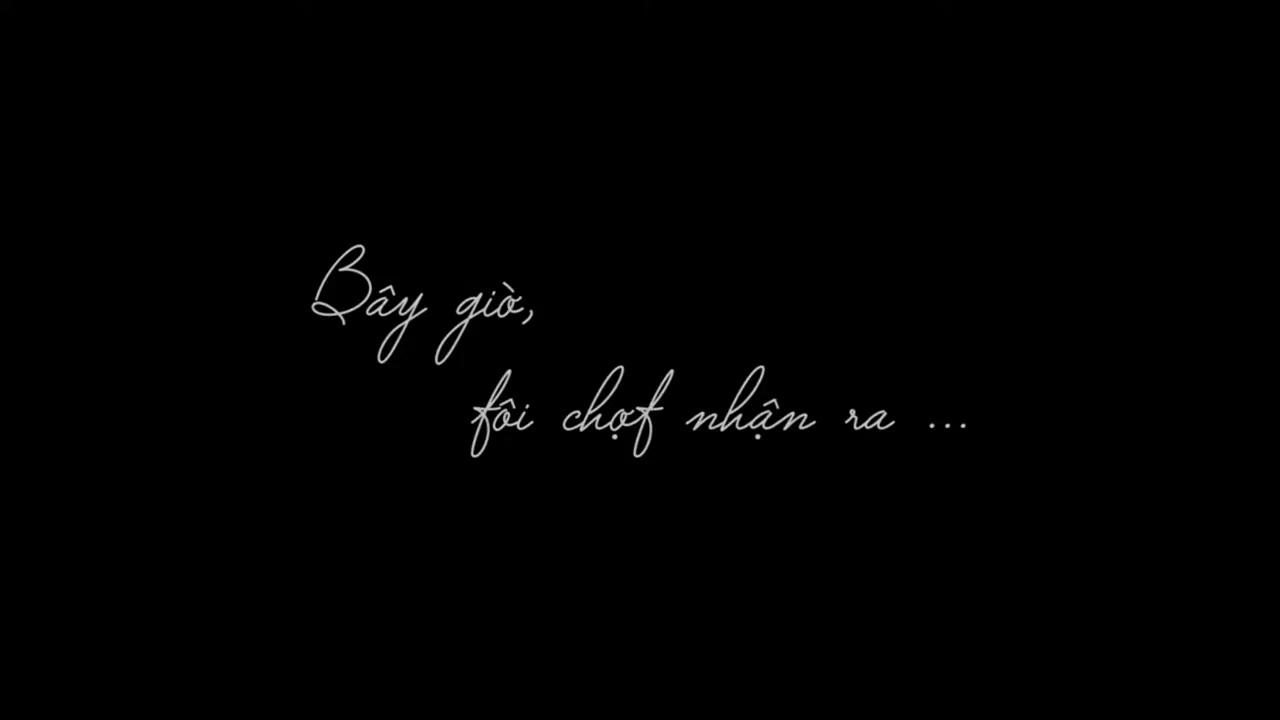 Bây giờ,
tôi chợt nhận ra ...